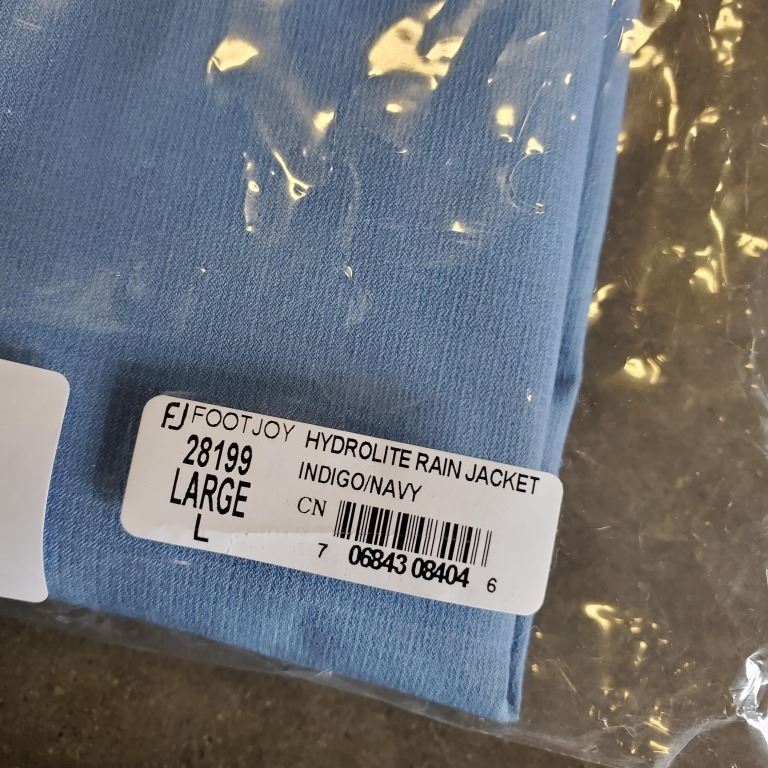 FJ FOOTJOY HYDROLITE RAIN JACKET
28199 INDIGO/NAVY
LARGE CN
L
7 06843 08404 6